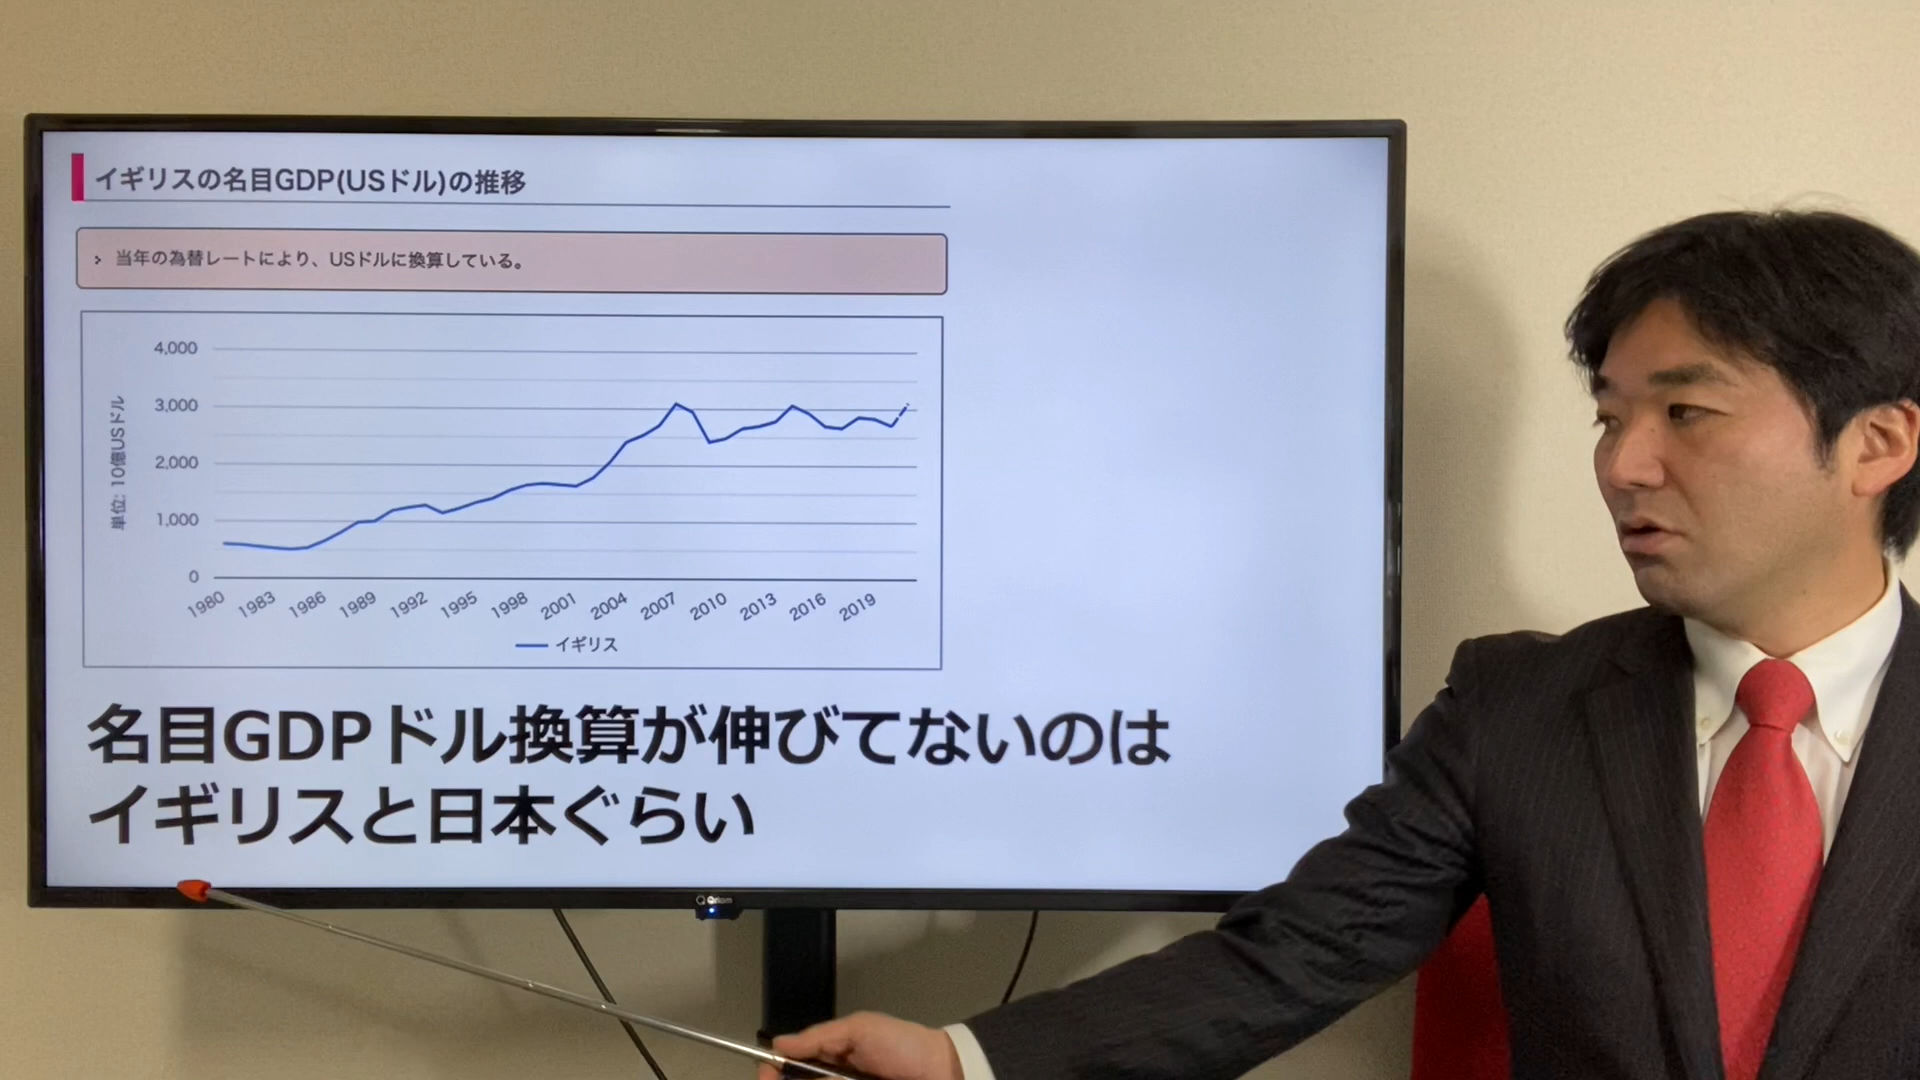 イギリスの名目GDP(USドル)の推移
› 当年の為替レートにより、USドルに換算している。
単位: 10億USドル
4,000
3,000
2,000
1,000
0
1980 1983 1986 1989 1992 1995 1998 2001 2004 2007 2010 2013 2016 2019
イギリス
名目GDPドル換算が伸びてないのは
イギリスと日本ぐらい